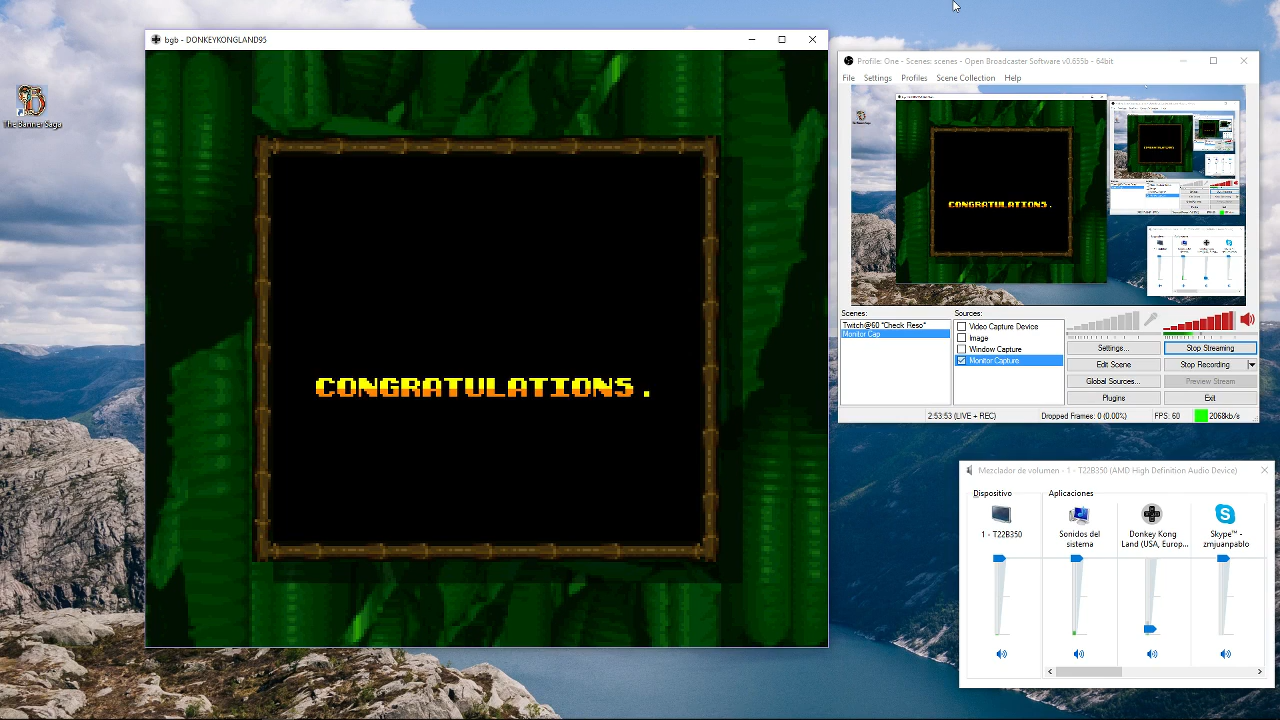 bgb - DONKEYKONGLAND95
The Banner Saga
CONGRATULATIONS.
Profile: One - Scenes: scenes - Open Broadcaster Software v0.655b - 64bit
File Settings Profiles Scene Collection Help
CONGRATULATIONS.
Scenes:
Twitch@60 "Check Reso"
Monitor Cap
Sources:
Video Capture Device
Image
Window Capture
Monitor Capture
Settings... Stop Streaming
Edit Scene Stop Recording
Global Sources... Preview Stream
Plugins Exit
2:53:53 (LIVE + REC) Dropped Frames: 0 (0.00%) FPS: 60 2068kb/s
Mezclador de volumen - 1 - T22B350 (AMD High Definition Audio Device)
Dispositivo Aplicaciones
1 - T22B350
Sonidos del
sistema
Donkey Kong
Land (USA, Europ...
Skype™ -
zmjuanpablo